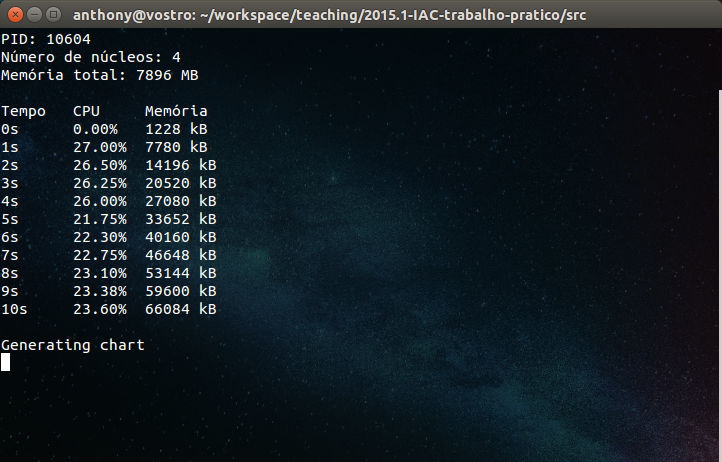 anthony@vostro: ~/workspace/teaching/2015.1-IAC-trabalho-pratico/src
PID: 10604
Número de núcleos: 4
Memória total: 7896 MB
Tempo CPU Memória
0s 0.00% 1228 kB
1s 27.00% 7780 kB
2s 26.50% 14196 kB
3s 26.25% 20520 kB
4s 26.00% 27080 kB
5s 21.75% 33652 kB
6s 22.30% 40160 kB
7s 22.75% 46648 kB
8s 23.10% 53144 kB
9s 23.38% 59600 kB
10s 23.60% 66084 kB
Generating chart